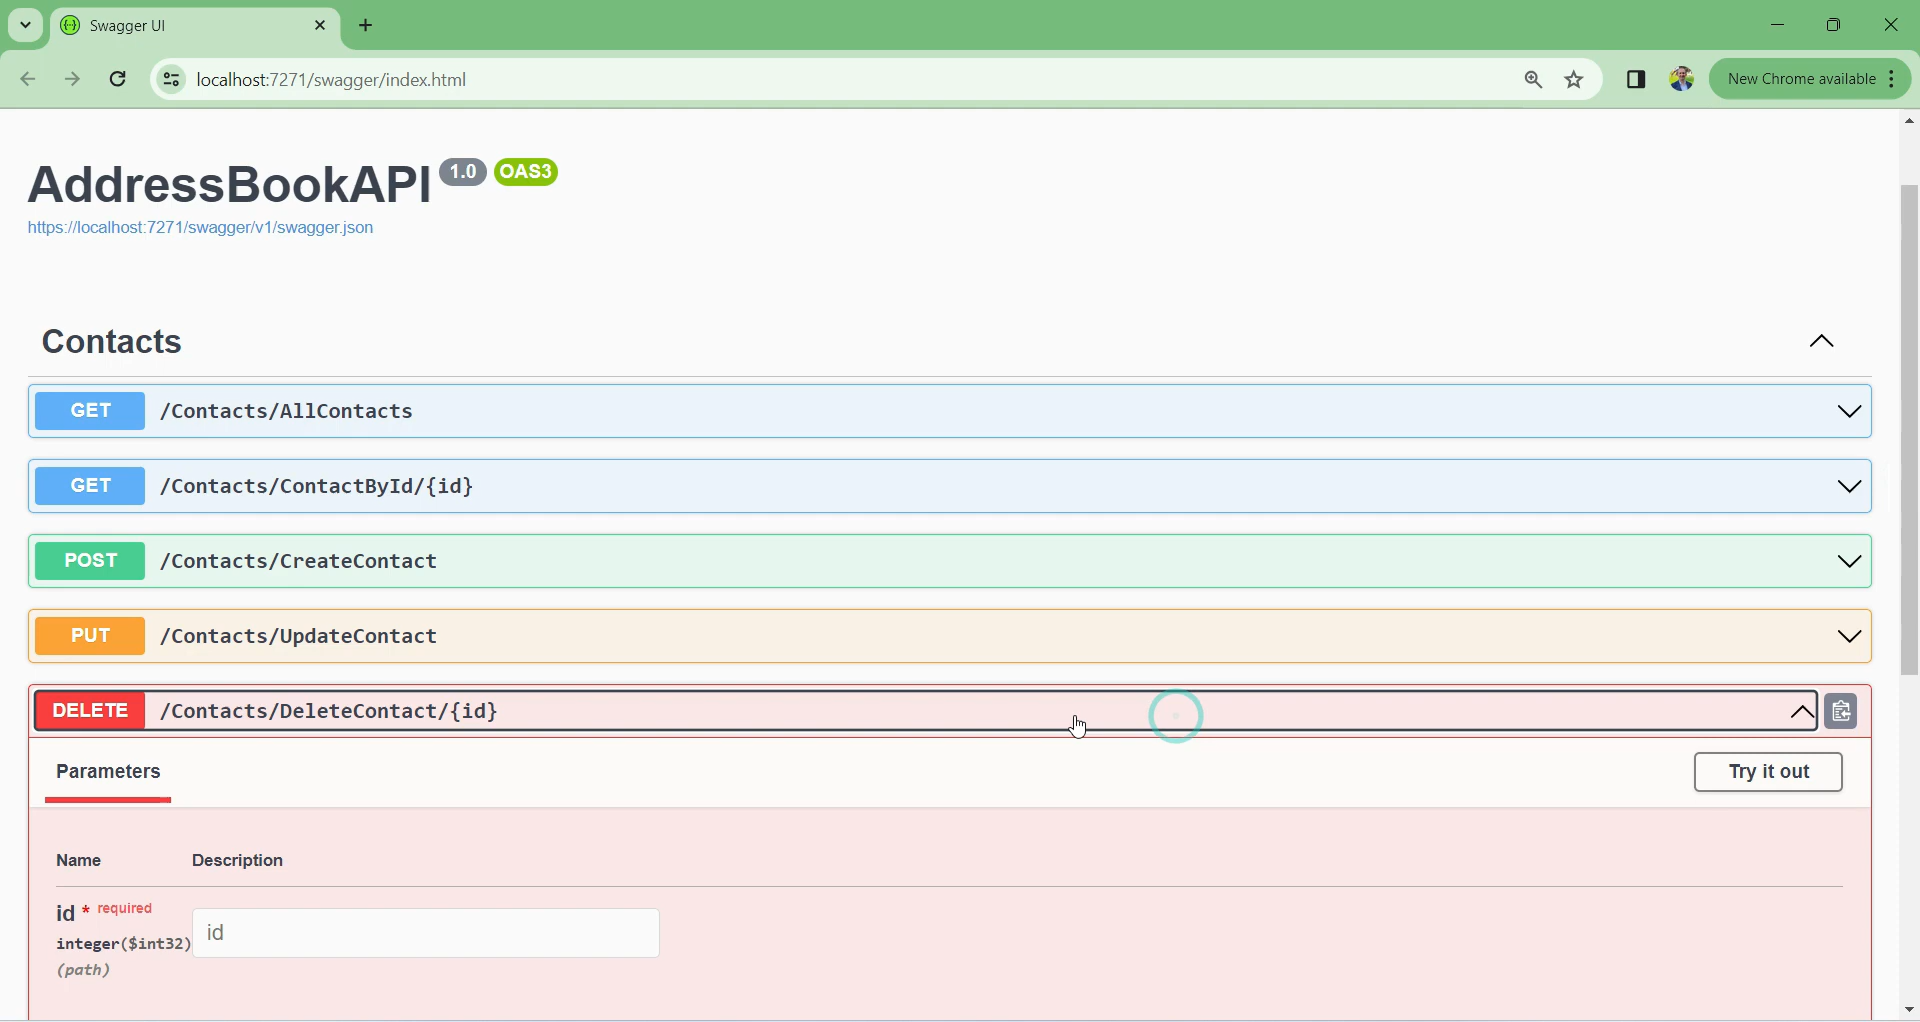 Swagger UI
localhost:7271/swagger/index.html
New Chrome available
AddressBookAPI 1.0 OAS3
https://localhost:7271/swagger/v1/swagger.json
Contacts
GET /Contacts/AllContacts
GET /Contacts/ContactById/{id}
POST /Contacts/CreateContact
PUT /Contacts/UpdateContact
DELETE /Contacts/DeleteContact/{id}
Parameters Try it out
Name Description
id * required
integer($int32) id
(path)